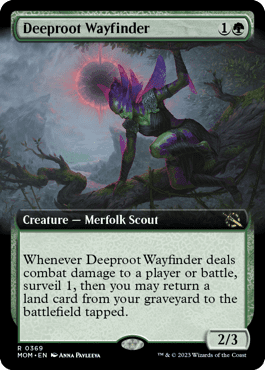 Deeproot Wayfinder 1
Creature — Merfolk Scout
Whenever Deeproot Wayfinder deals
combat damage to a player or battle,
surveil 1, then you may return a
land card from your graveyard to the
battlefield tapped.
2/3
R 0369
MOM • EN Anna Pavleeva
™ & © 2023 Wizards of the Coast